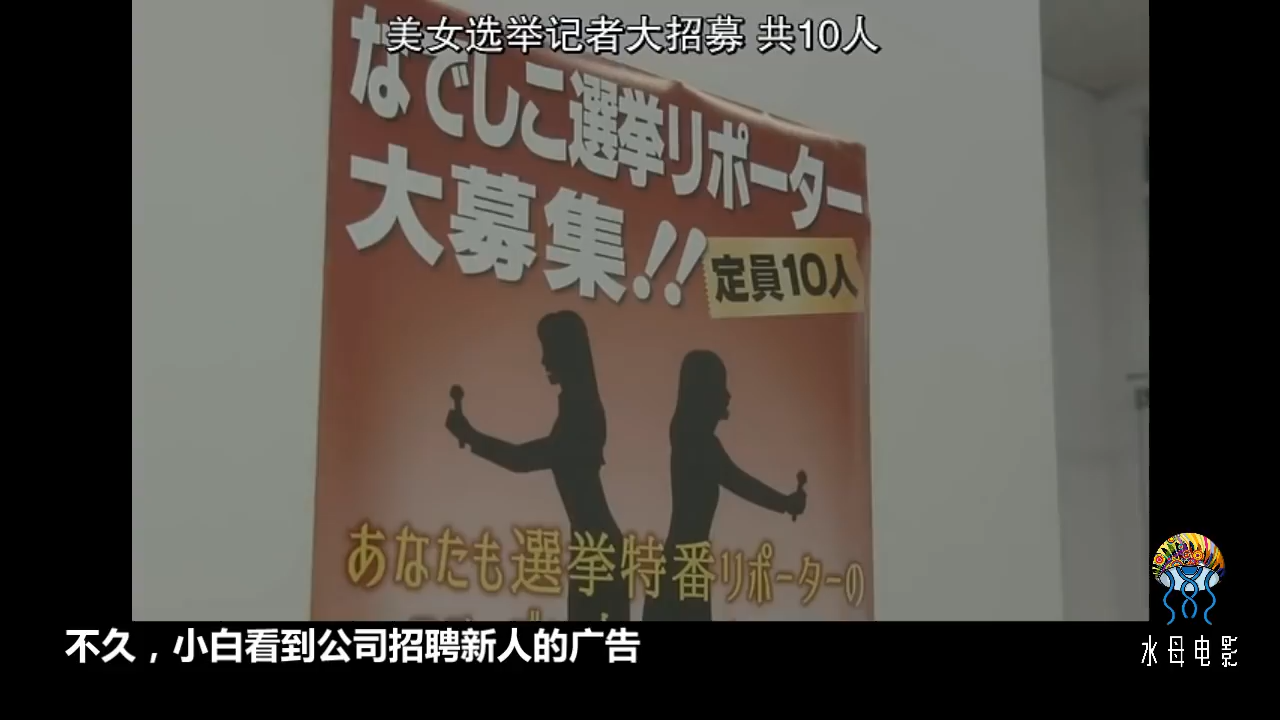 美女选举记者大招募 共10人
なでしこ選挙リポーター
大募集!!
定員10人
あなたも選挙特番リポーターの
不久，小白看到公司招聘新人的广告
水母电影